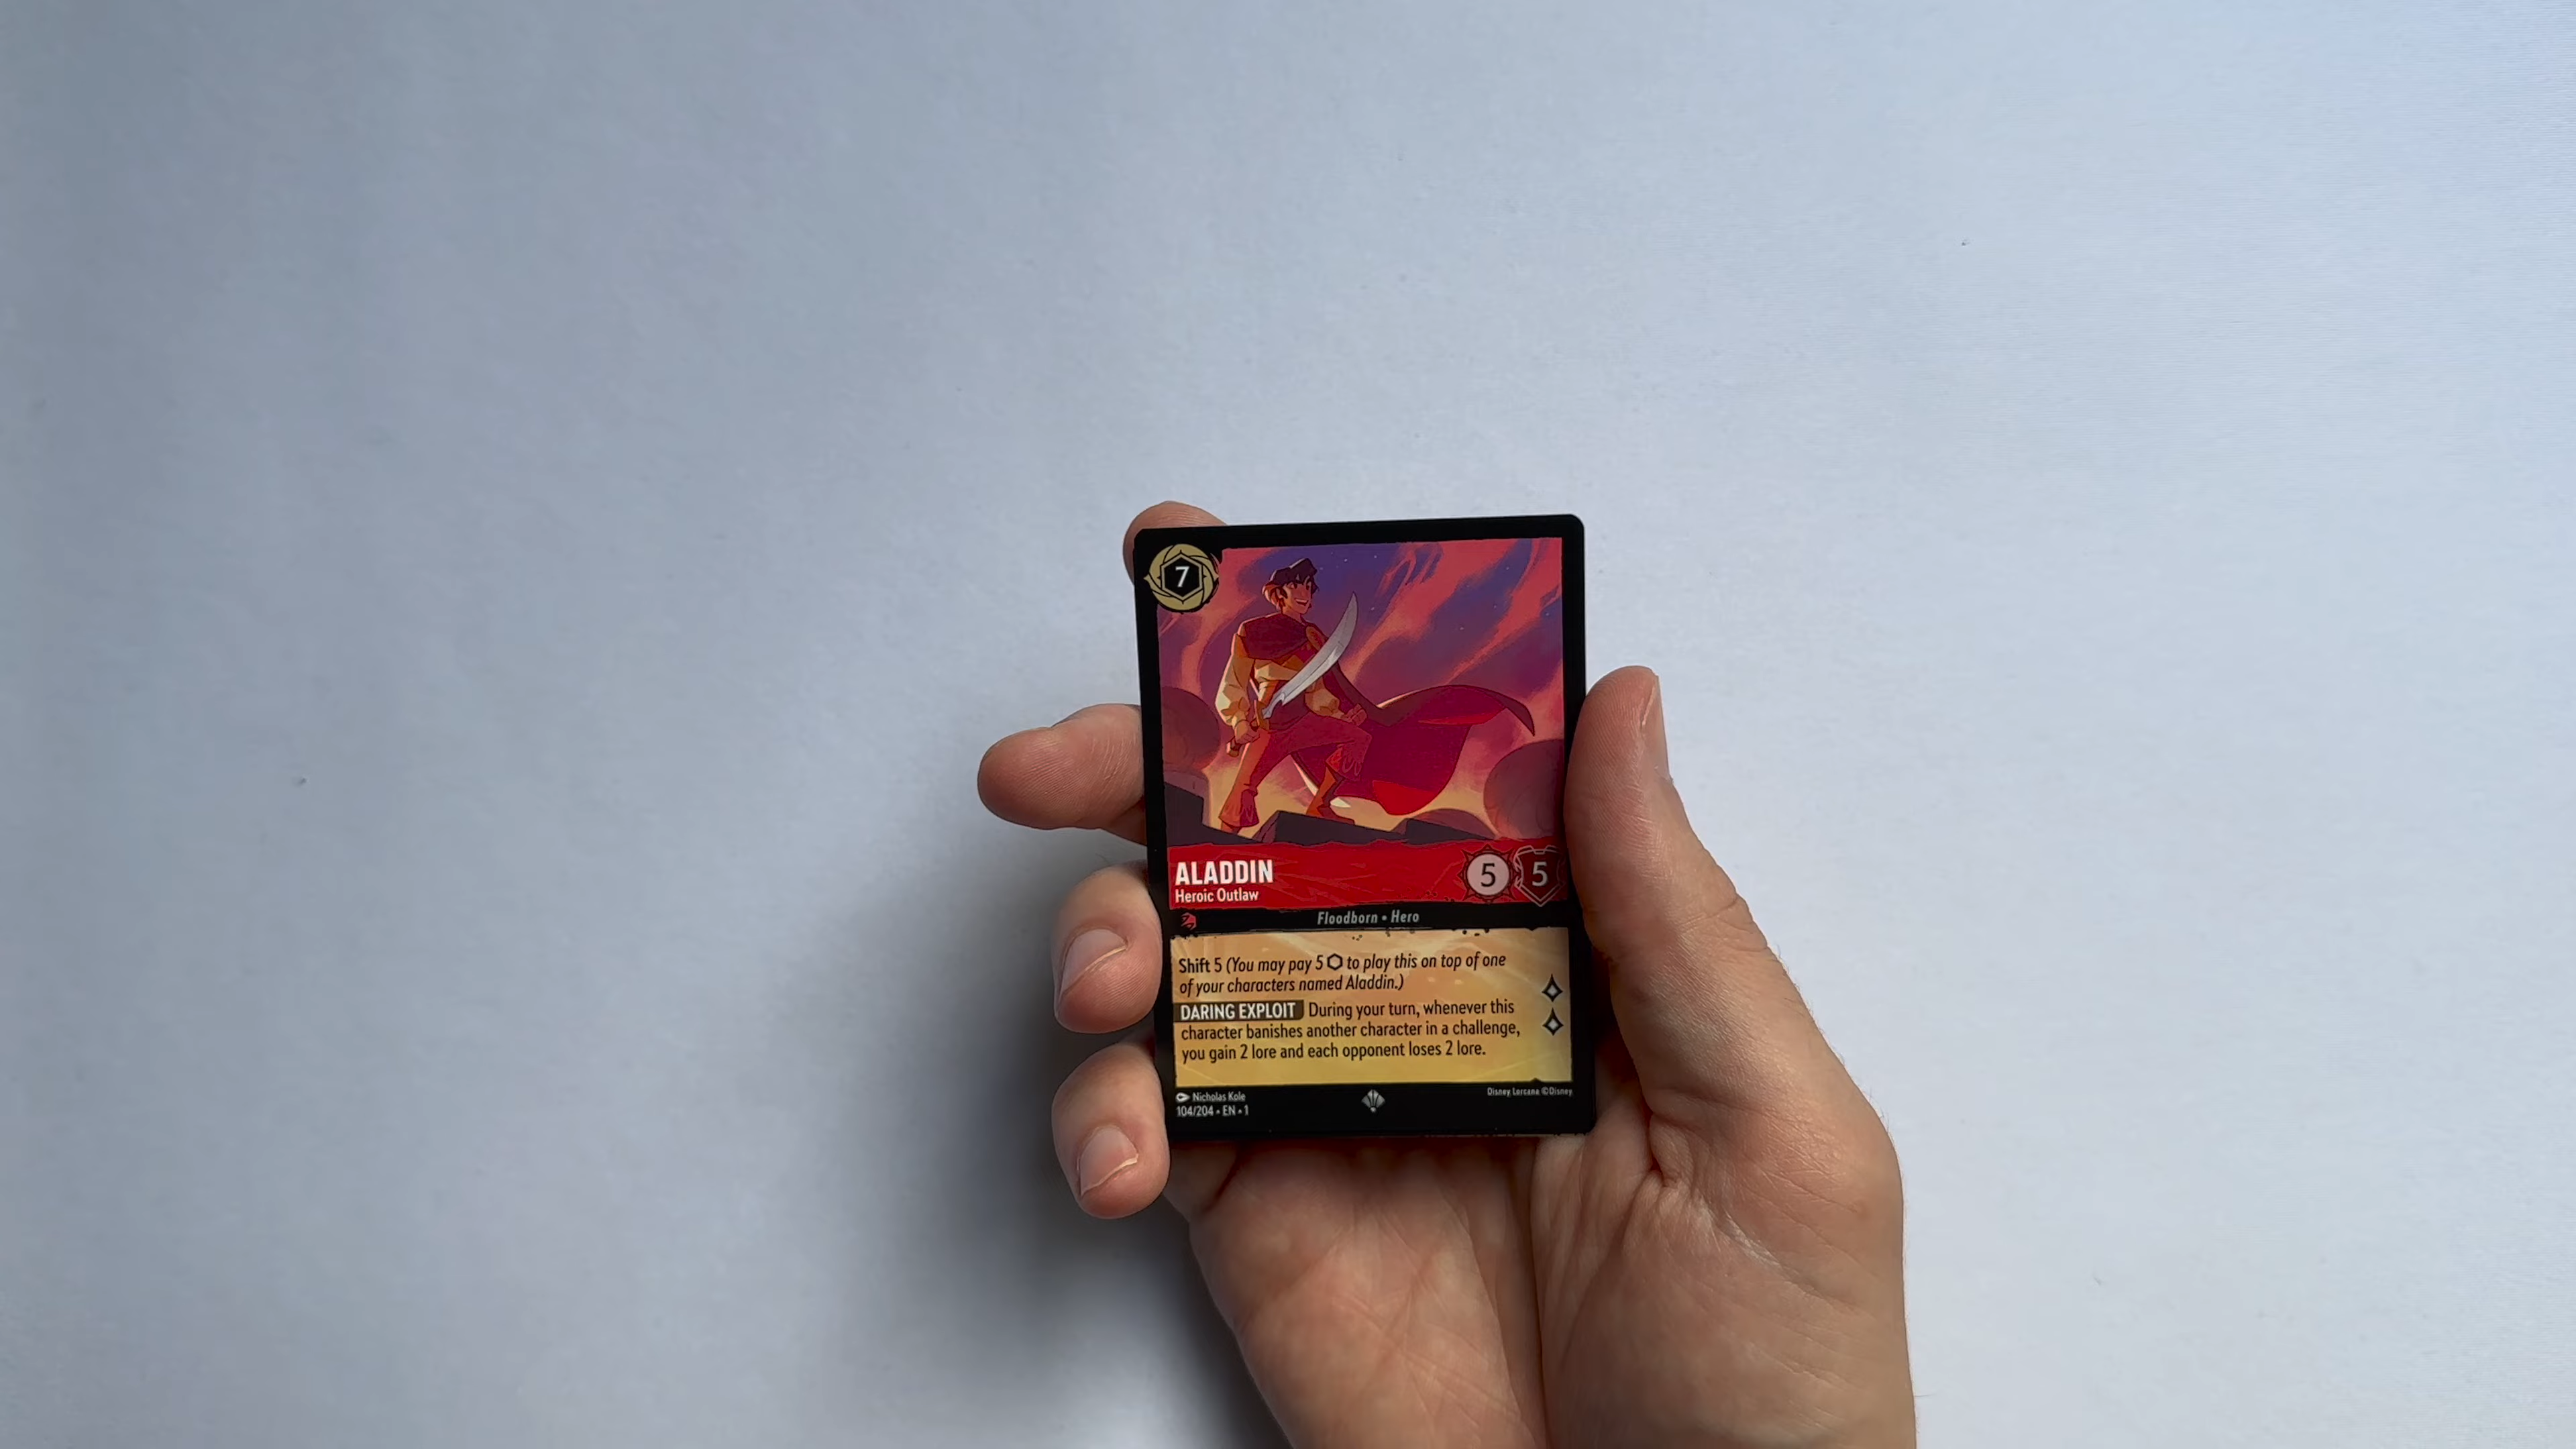 7
ALADDIN
Heroic Outlaw
5 5
Floodborn • Hero
Shift 5 (You may pay 5 ⬡ to play this on top of one
of your characters named Aladdin.)
DARING EXPLOIT During your turn, whenever this
character banishes another character in a challenge,
you gain 2 lore and each opponent loses 2 lore.
Nicholas Kole
104/204 • EN • 1
Disney Lorcana ©Disney